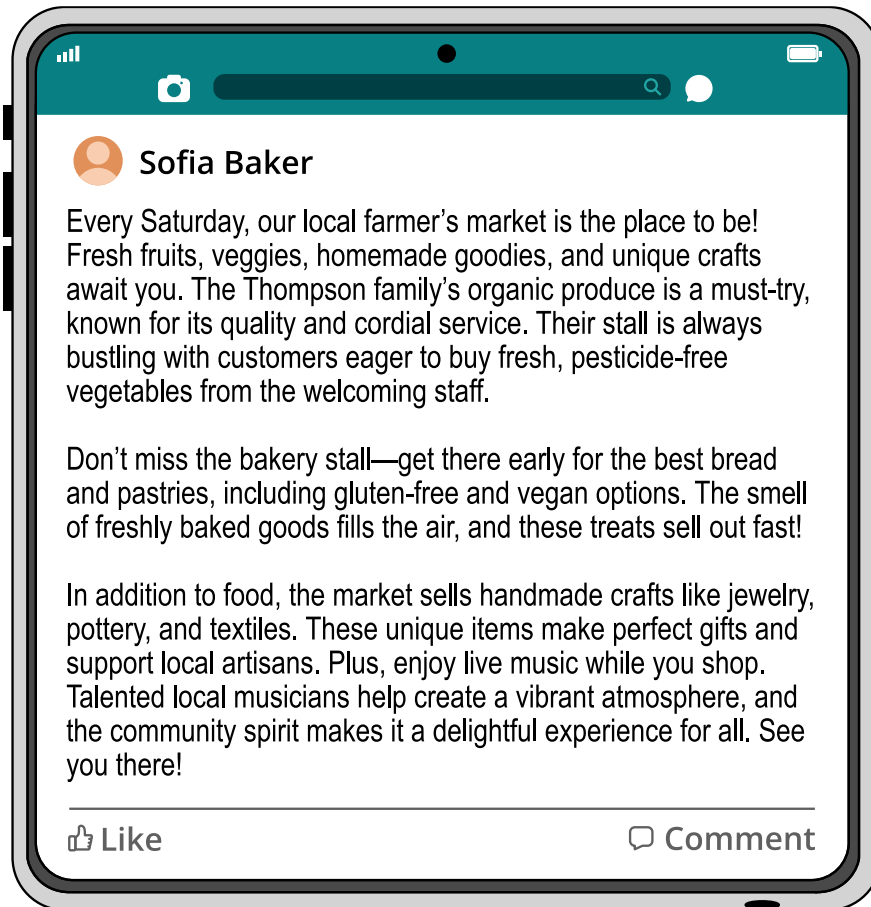 Sofia Baker
Every Saturday, our local farmer’s market is the place to be!
Fresh fruits, veggies, homemade goodies, and unique crafts
await you. The Thompson family’s organic produce is a must-try,
known for its quality and cordial service. Their stall is always
bustling with customers eager to buy fresh, pesticide-free
vegetables from the welcoming staff.
Don’t miss the bakery stall—get there early for the best bread
and pastries, including gluten-free and vegan options. The smell
of freshly baked goods fills the air, and these treats sell out fast!
In addition to food, the market sells handmade crafts like jewelry,
pottery, and textiles. These unique items make perfect gifts and
support local artisans. Plus, enjoy live music while you shop.
Talented local musicians help create a vibrant atmosphere, and
the community spirit makes it a delightful experience for all. See
you there!
Like
Comment